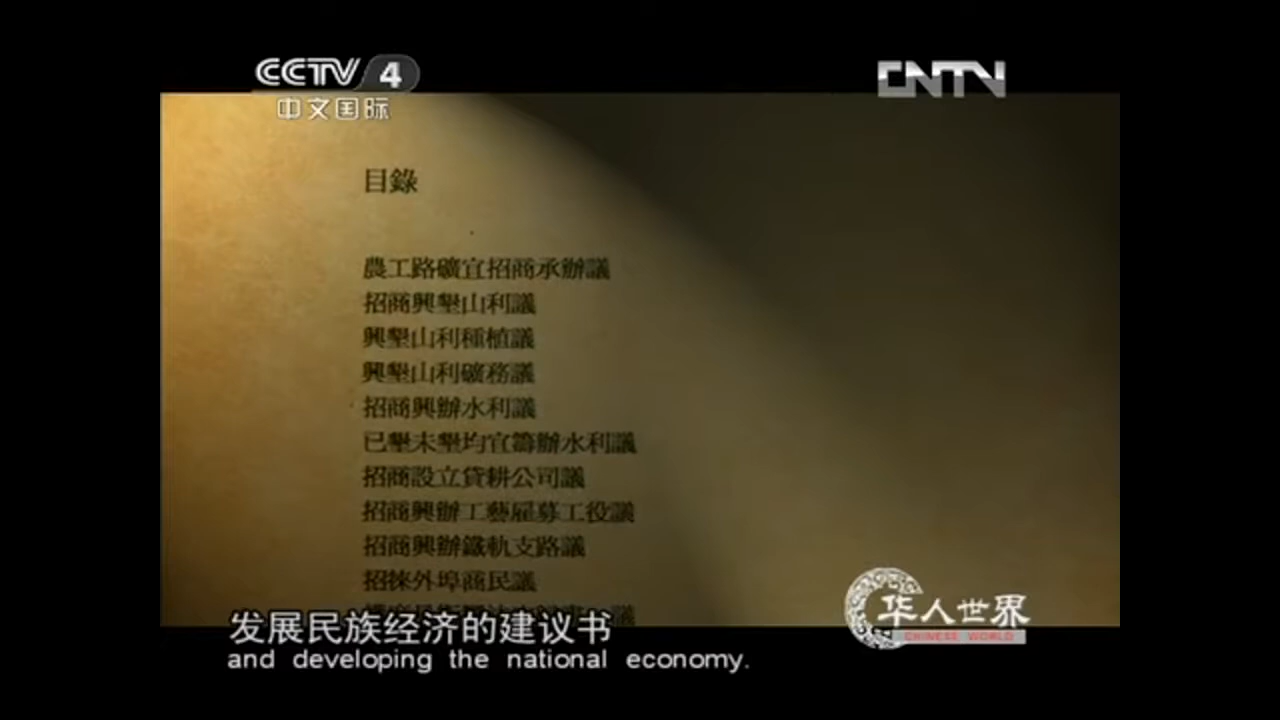 CCTV 4
中文国际
CNTV
目錄
農工路礦宜招商承辦議
招商興墾山利議
興墾山利種植議
興墾山利礦務議
招商興辦水利議
已墾未墾均宜籌辦水利議
招商設立貸耕公司議
招商興辦工藝雇募工役議
招商興辦鐵軌支路議
招徠外埠商民議
议
发展民族经济的建议书
and developing the national economy.
华人世界
CHINESE WORLD